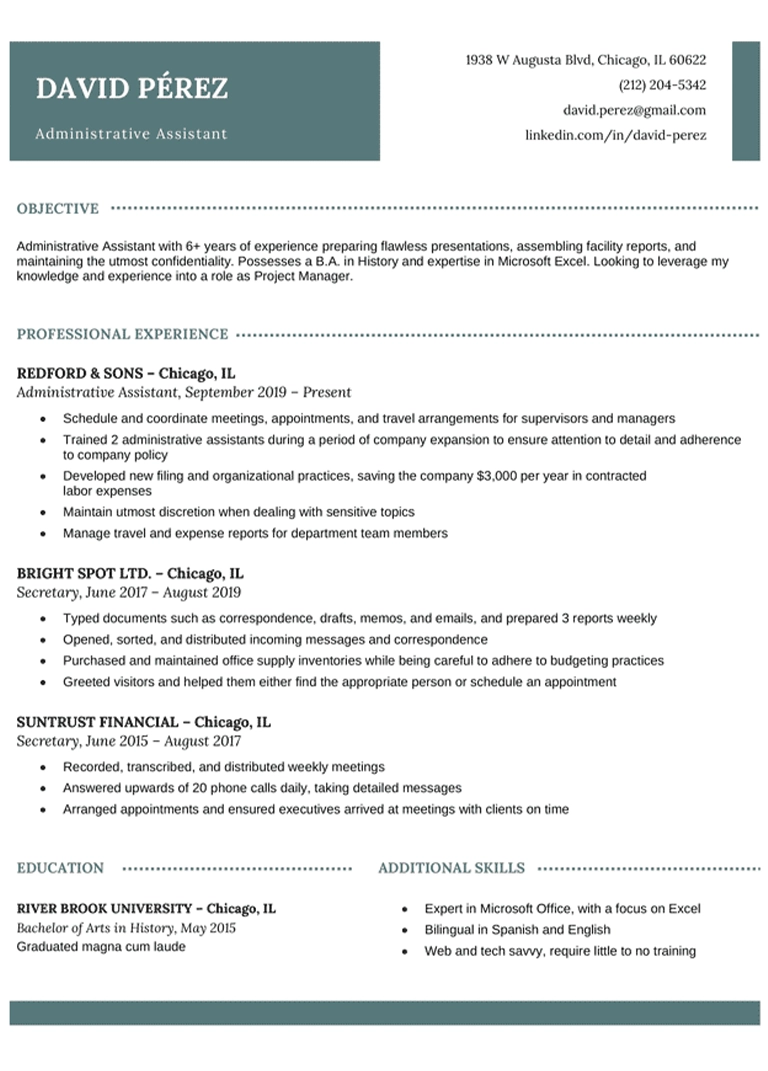 DAVID PÉREZ
Administrative Assistant
1938 W Augusta Blvd, Chicago, IL 60622
(212) 204-5342
david.perez@gmail.com
linkedin.com/in/david-perez
OBJECTIVE
Administrative Assistant with 6+ years of experience preparing flawless presentations, assembling facility reports, and
maintaining the utmost confidentiality. Possesses a B.A. in History and expertise in Microsoft Excel. Looking to leverage my
knowledge and experience into a role as Project Manager.
PROFESSIONAL EXPERIENCE
REDFORD & SONS – Chicago, IL
Administrative Assistant, September 2019 – Present
• Schedule and coordinate meetings, appointments, and travel arrangements for supervisors and managers
• Trained 2 administrative assistants during a period of company expansion to ensure attention to detail and adherence
to company policy
• Developed new filing and organizational practices, saving the company $3,000 per year in contracted
labor expenses
• Maintain utmost discretion when dealing with sensitive topics
• Manage travel and expense reports for department team members
BRIGHT SPOT LTD. – Chicago, IL
Secretary, June 2017 – August 2019
• Typed documents such as correspondence, drafts, memos, and emails, and prepared 3 reports weekly
• Opened, sorted, and distributed incoming messages and correspondence
• Purchased and maintained office supply inventories while being careful to adhere to budgeting practices
• Greeted visitors and helped them either find the appropriate person or schedule an appointment
SUNTRUST FINANCIAL – Chicago, IL
Secretary, June 2015 – August 2017
• Recorded, transcribed, and distributed weekly meetings
• Answered upwards of 20 phone calls daily, taking detailed messages
• Arranged appointments and ensured executives arrived at meetings with clients on time
EDUCATION
RIVER BROOK UNIVERSITY – Chicago, IL
Bachelor of Arts in History, May 2015
Graduated magna cum laude
ADDITIONAL SKILLS
• Expert in Microsoft Office, with a focus on Excel
• Bilingual in Spanish and English
• Web and tech savvy, require little to no training